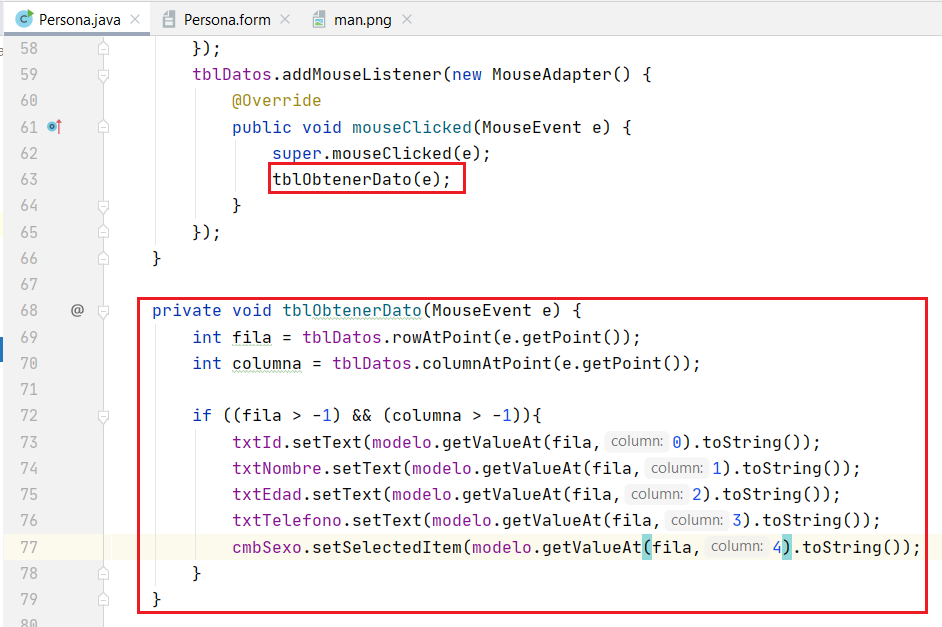 Persona.java Persona.form man.png
58 });
59 tblDatos.addMouseListener(new MouseAdapter() {
60 @Override
61 public void mouseClicked(MouseEvent e) {
62 super.mouseClicked(e);
63 tblObtenerDato(e);
64 }
65 });
66 }
67
68 @ private void tblObtenerDato(MouseEvent e) {
69 int fila = tblDatos.rowAtPoint(e.getPoint());
70 int columna = tblDatos.columnAtPoint(e.getPoint());
71
72 if ((fila > -1) && (columna > -1)){
73 txtId.setText(modelo.getValueAt(fila, column: 0).toString());
74 txtNombre.setText(modelo.getValueAt(fila, column: 1).toString());
75 txtEdad.setText(modelo.getValueAt(fila, column: 2).toString());
76 txtTelefono.setText(modelo.getValueAt(fila, column: 3).toString());
77 cmbSexo.setSelectedItem(modelo.getValueAt(fila, column: 4).toString());
78 }
79 }
80